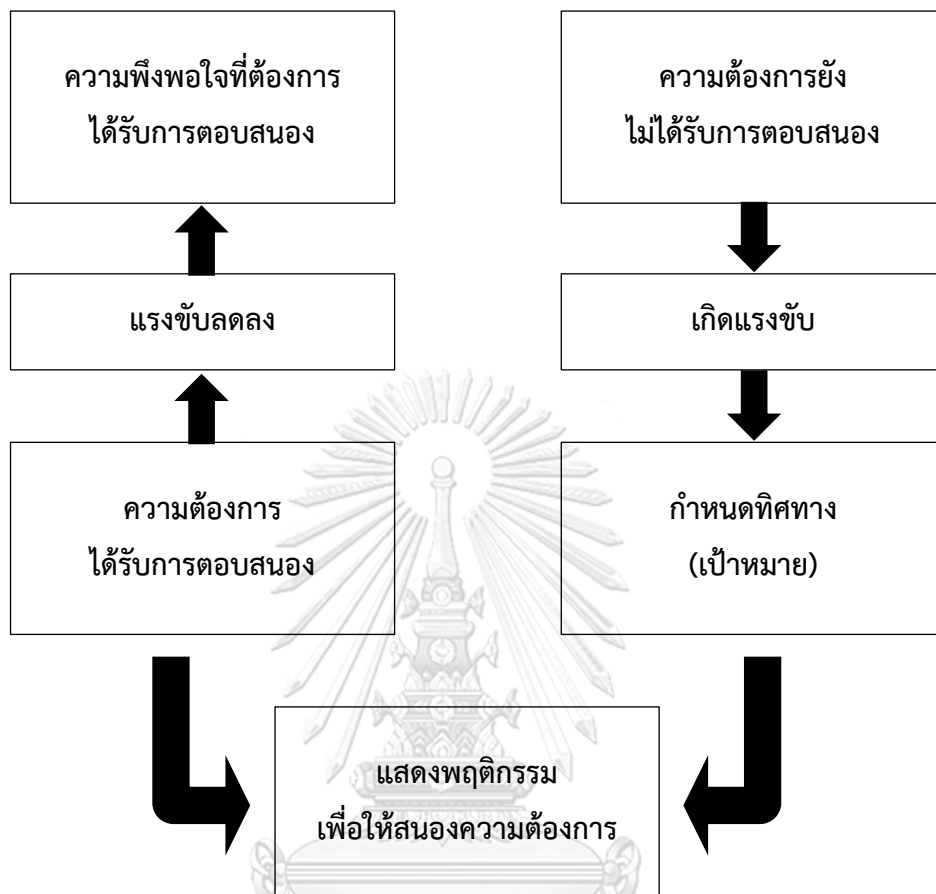 ความพึงพอใจที่ต้องการ
ได้รับการตอบสนอง
ความต้องการยัง
ไม่ได้รับการตอบสนอง
แรงขับลดลง
เกิดแรงขับ
ความต้องการ
ได้รับการตอบสนอง
กำหนดทิศทาง
(เป้าหมาย)
แสดงพฤติกรรม
เพื่อให้สนองความต้องการ